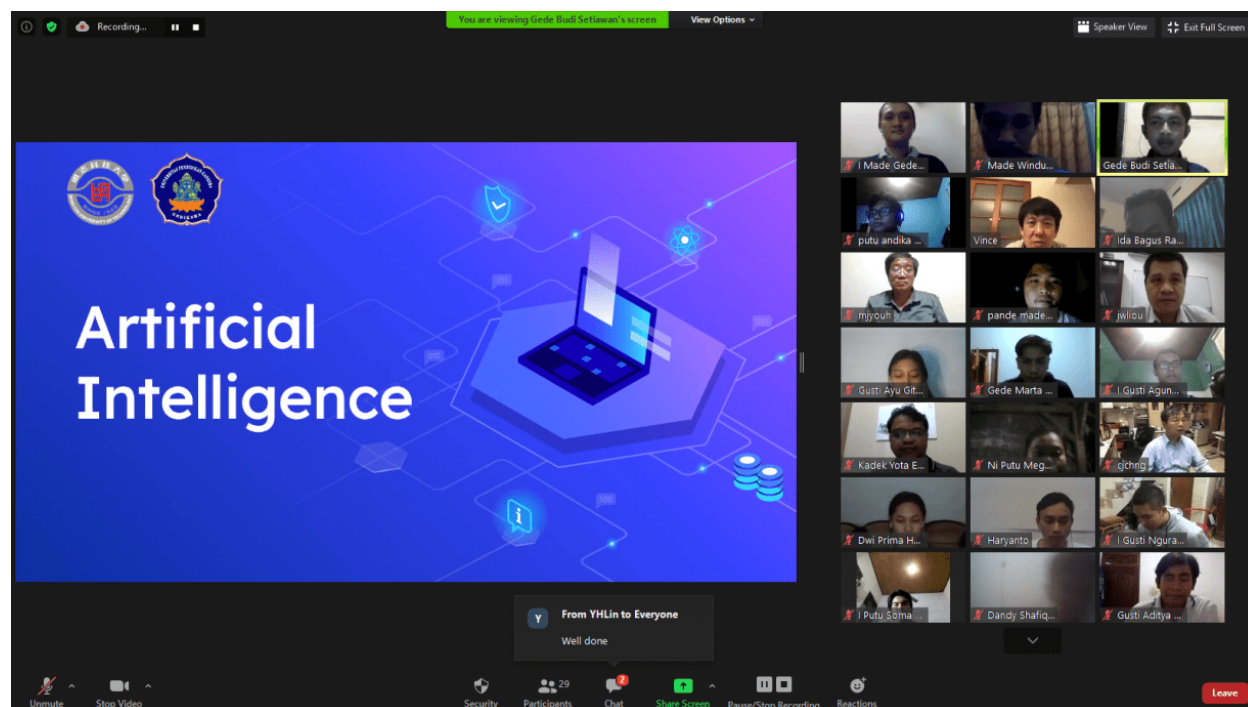 Recording...
You are viewing Gede Budi Setiawan's screen
View Options
Speaker View
Exit Full Screen
UNIVERSITAS PENDIDIKAN GANESHA
UNDIKSHA
Artificial
Intelligence
I Made Gede...
Made Windu...
Gede Budi Setia...
putu andika ...
Vince
Ida Bagus Ra...
mjyouh
pande made...
jwliou
Gusti Ayu Git...
Gede Marta ...
I Gusti Agun...
Kadek Yota E...
Ni Putu Meg...
cjchng
Dwi Prima H...
Haryanto
I Gusti Ngura...
I Putu Soma ...
Dandy Shafiq...
Gusti Aditya ...
Y
From YHLin to Everyone
Well done
Unmute
Stop Video
Security
Participants
29
Chat
2
Share Screen
Pause/Stop Recording
Reactions
Leave